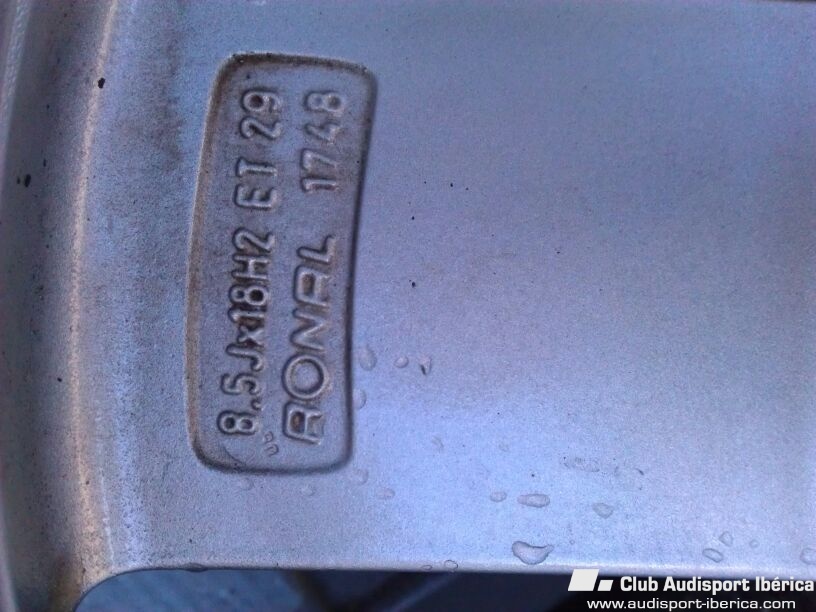 8.5Jx18H2 ET 29
RONAL 1748
Club Audisport Ibérica
www.audisport-iberica.com